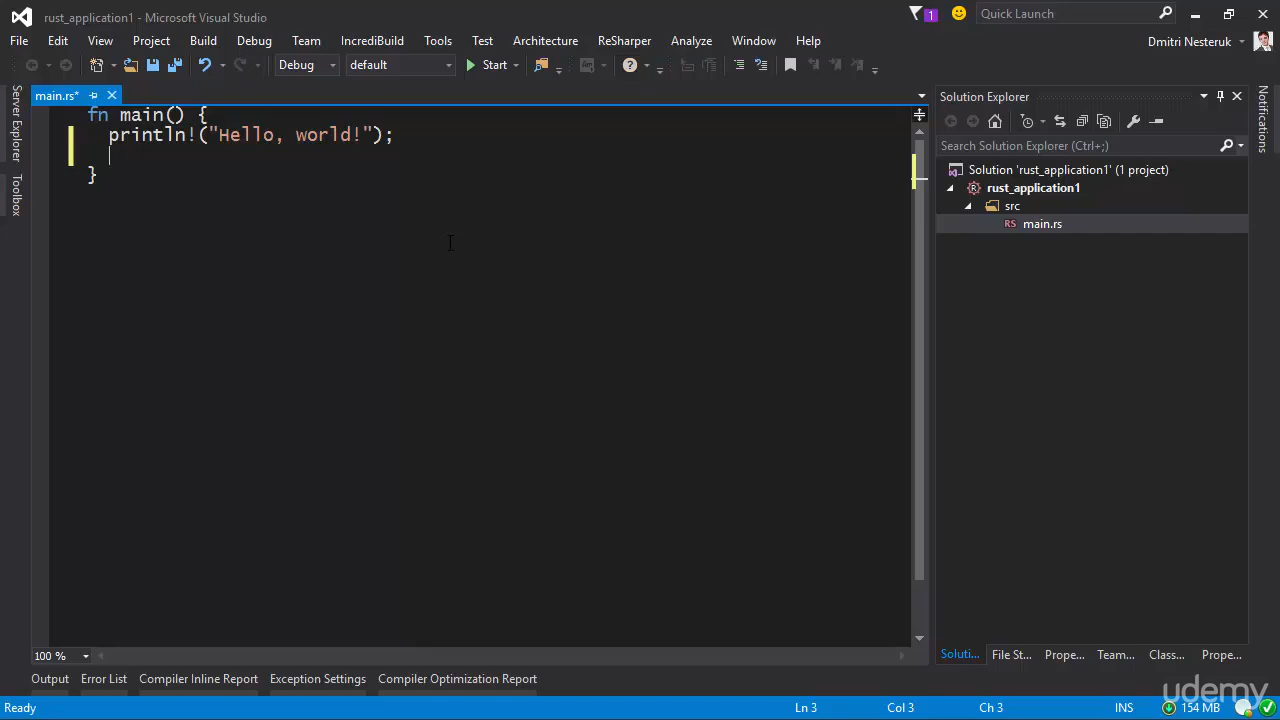 rust_application1 - Microsoft Visual Studio
1
Quick Launch
File Edit View Project Build Debug Team IncrediBuild Tools Test Architecture ReSharper Analyze Window Help
Dmitri Nesteruk
Debug default Start
Server Explorer
Toolbox
main.rs*
fn main() {
println!("Hello, world!");
}
100 %
Solution Explorer
Search Solution Explorer (Ctrl+;)
Solution 'rust_application1' (1 project)
rust_application1
src
RS main.rs
Soluti... File St... Prope... Team... Class... Prope...
Notifications
Output Error List Compiler Inline Report Exception Settings Compiler Optimization Report
Ready Ln 3 Col 3 Ch 3 INS 154 MB
udemy